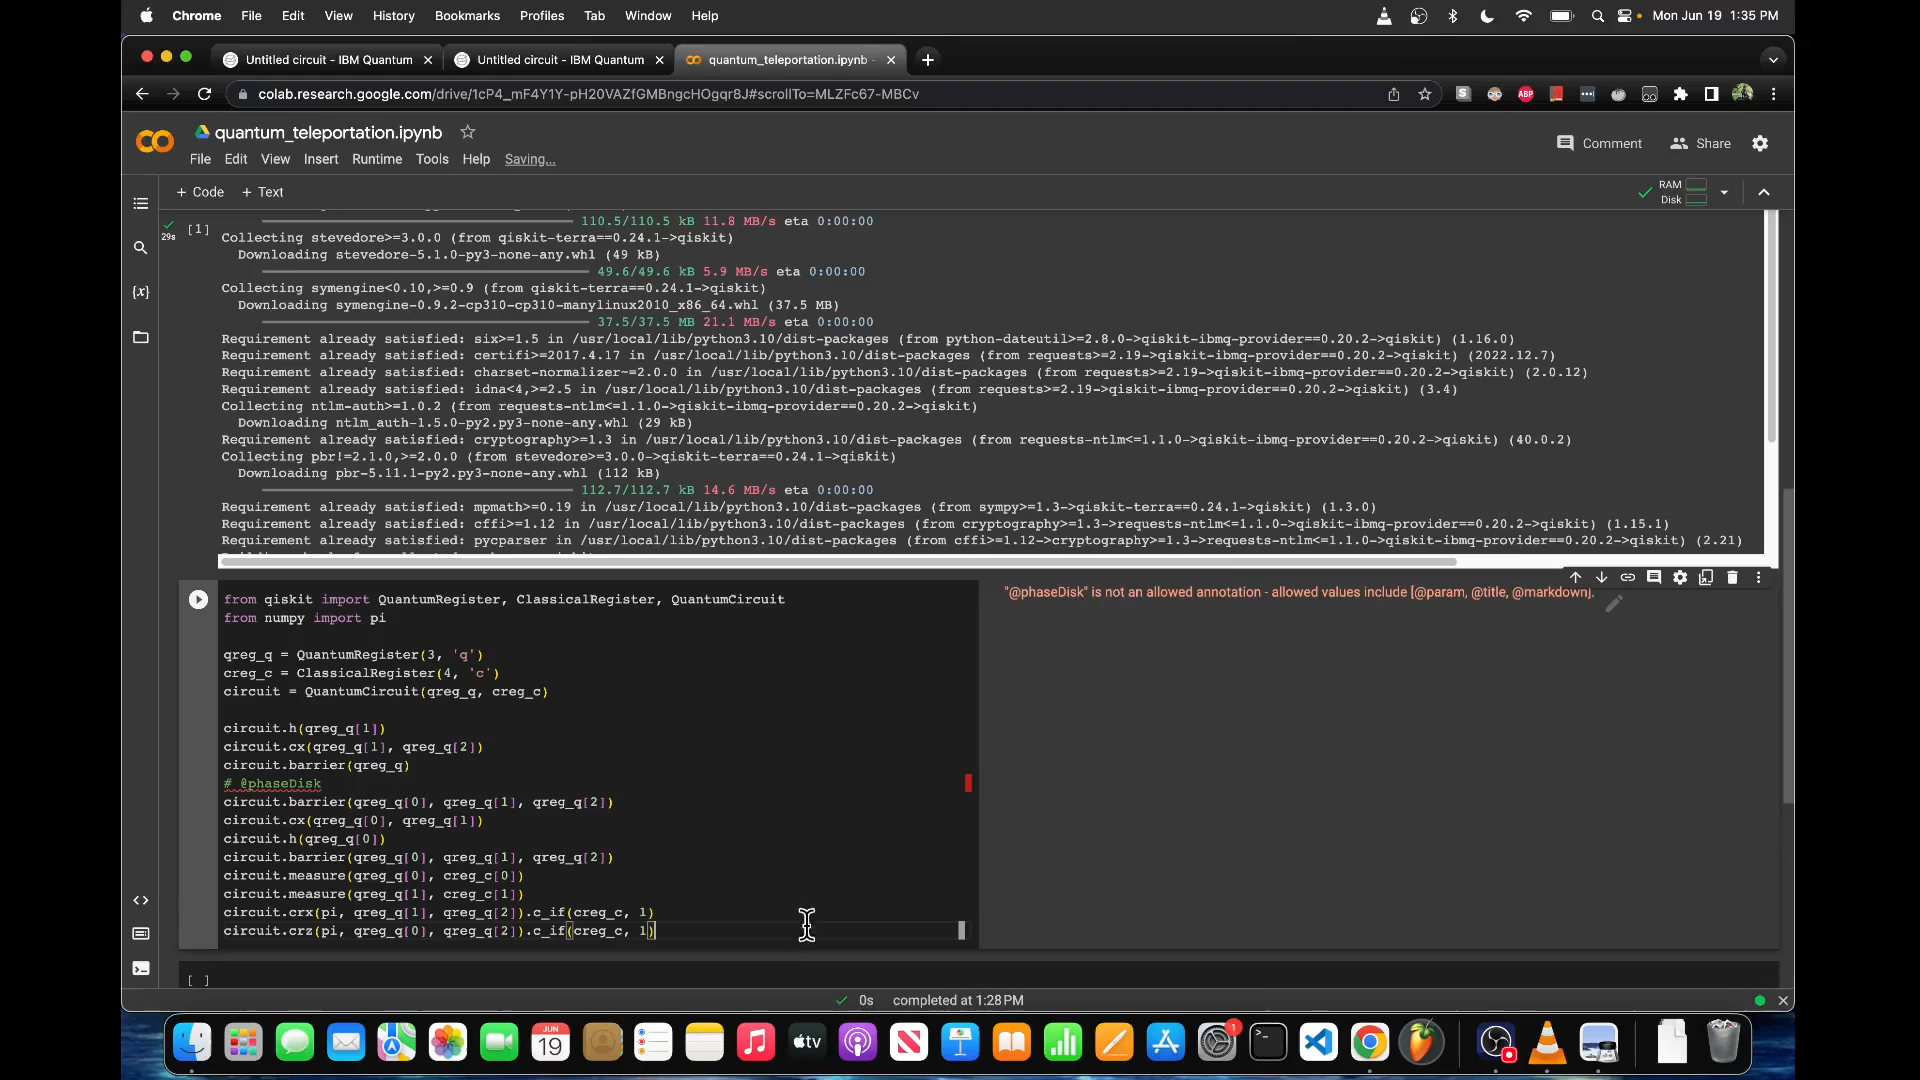 Chrome File Edit View History Bookmarks Profiles Tab Window Help Mon Jun 19 1:35 PM
Untitled circuit - IBM Quantum Untitled circuit - IBM Quantum quantum_teleportation.ipynb -
colab.research.google.com/drive/1cP4_mF4Y1Y-pH20VAZfGMBngcHOgqr8J#scrollTo=MLZFc67-MBCv
ABP
quantum_teleportation.ipynb
Comment Share
File Edit View Insert Runtime Tools Help Saving...
+ Code + Text
RAM
Disk
110.5/110.5 kB 11.8 MB/s eta 0:00:00
[1]
29s
Collecting stevedore>=3.0.0 (from qiskit-terra==0.24.1->qiskit)
Downloading stevedore-5.1.0-py3-none-any.whl (49 kB)
49.6/49.6 kB 5.9 MB/s eta 0:00:00
Collecting symengine<0.10,>=0.9 (from qiskit-terra==0.24.1->qiskit)
Downloading symengine-0.9.2-cp310-cp310-manylinux2010_x86_64.whl (37.5 MB)
37.5/37.5 MB 21.1 MB/s eta 0:00:00
Requirement already satisfied: six>=1.5 in /usr/local/lib/python3.10/dist-packages (from python-dateutil>=2.8.0->qiskit-ibmq-provider==0.20.2->qiskit) (1.16.0)
Requirement already satisfied: certifi>=2017.4.17 in /usr/local/lib/python3.10/dist-packages (from requests>=2.19->qiskit-ibmq-provider==0.20.2->qiskit) (2022.12.7)
Requirement already satisfied: charset-normalizer~=2.0.0 in /usr/local/lib/python3.10/dist-packages (from requests>=2.19->qiskit-ibmq-provider==0.20.2->qiskit) (2.0.12)
Requirement already satisfied: idna<4,>=2.5 in /usr/local/lib/python3.10/dist-packages (from requests>=2.19->qiskit-ibmq-provider==0.20.2->qiskit) (3.4)
Collecting ntlm-auth>=1.0.2 (from requests-ntlm<=1.1.0->qiskit-ibmq-provider==0.20.2->qiskit)
Downloading ntlm_auth-1.5.0-py2.py3-none-any.whl (29 kB)
Requirement already satisfied: cryptography>=1.3 in /usr/local/lib/python3.10/dist-packages (from requests-ntlm<=1.1.0->qiskit-ibmq-provider==0.20.2->qiskit) (40.0.2)
Collecting pbr!=2.1.0,>=2.0.0 (from stevedore>=3.0.0->qiskit-terra==0.24.1->qiskit)
Downloading pbr-5.11.1-py2.py3-none-any.whl (112 kB)
112.7/112.7 kB 14.6 MB/s eta 0:00:00
Requirement already satisfied: mpmath>=0.19 in /usr/local/lib/python3.10/dist-packages (from sympy>=1.3->qiskit-terra==0.24.1->qiskit) (1.3.0)
Requirement already satisfied: cffi>=1.12 in /usr/local/lib/python3.10/dist-packages (from cryptography>=1.3->requests-ntlm<=1.1.0->qiskit-ibmq-provider==0.20.2->qiskit) (1.15.1)
Requirement already satisfied: pycparser in /usr/local/lib/python3.10/dist-packages (from cffi>=1.12->cryptography>=1.3->requests-ntlm<=1.1.0->qiskit-ibmq-provider==0.20.2->qiskit) (2.21)
"@phaseDisk" is not an allowed annotation - allowed values include [@param, @title, @markdown].
from qiskit import QuantumRegister, ClassicalRegister, QuantumCircuit
from numpy import pi
qreg_q = QuantumRegister(3, 'q')
creg_c = ClassicalRegister(4, 'c')
circuit = QuantumCircuit(qreg_q, creg_c)
circuit.h(qreg_q[1])
circuit.cx(qreg_q[1], qreg_q[2])
circuit.barrier(qreg_q)
# @phaseDisk
circuit.barrier(qreg_q[0], qreg_q[1], qreg_q[2])
circuit.cx(qreg_q[0], qreg_q[1])
circuit.h(qreg_q[0])
circuit.barrier(qreg_q[0], qreg_q[1], qreg_q[2])
circuit.measure(qreg_q[0], creg_c[0])
circuit.measure(qreg_q[1], creg_c[1])
circuit.crx(pi, qreg_q[1], qreg_q[2]).c_if(creg_c, 1)
circuit.crz(pi, qreg_q[0], qreg_q[2]).c_if(creg_c, 1)
[ ]
0s completed at 1:28 PM
JUN
19
tv
1